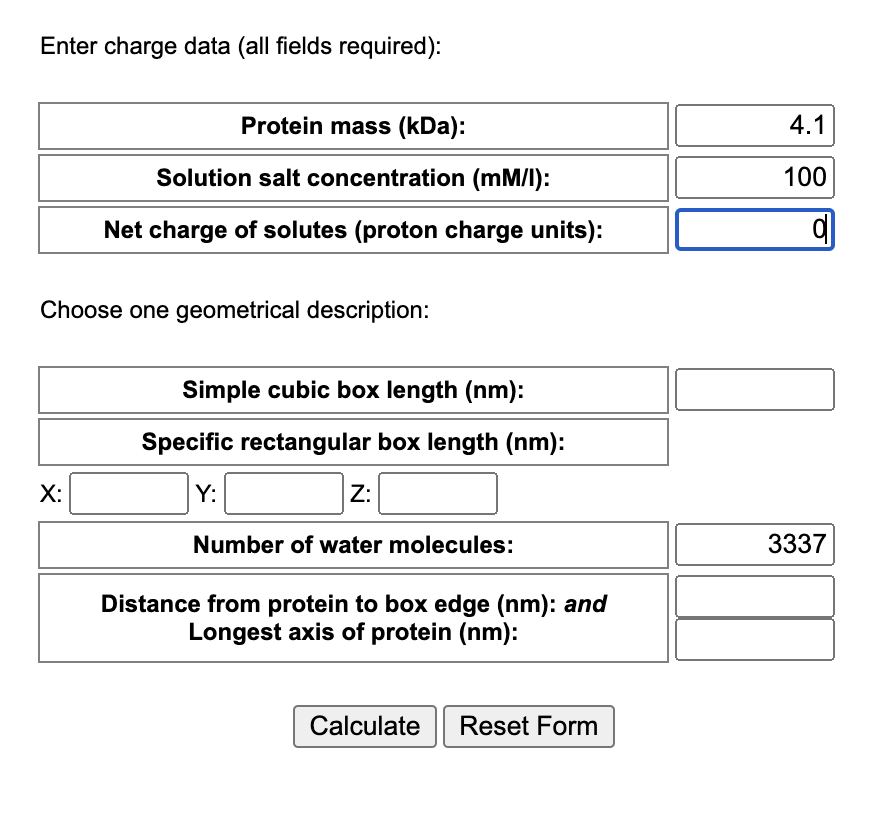 Enter charge data (all fields required):
Protein mass (kDa): 4.1
Solution salt concentration (mM/l): 100
Net charge of solutes (proton charge units): 0
Choose one geometrical description:
Simple cubic box length (nm):
Specific rectangular box length (nm):
X: Y: Z:
Number of water molecules: 3337
Distance from protein to box edge (nm): and
Longest axis of protein (nm):
Calculate Reset Form